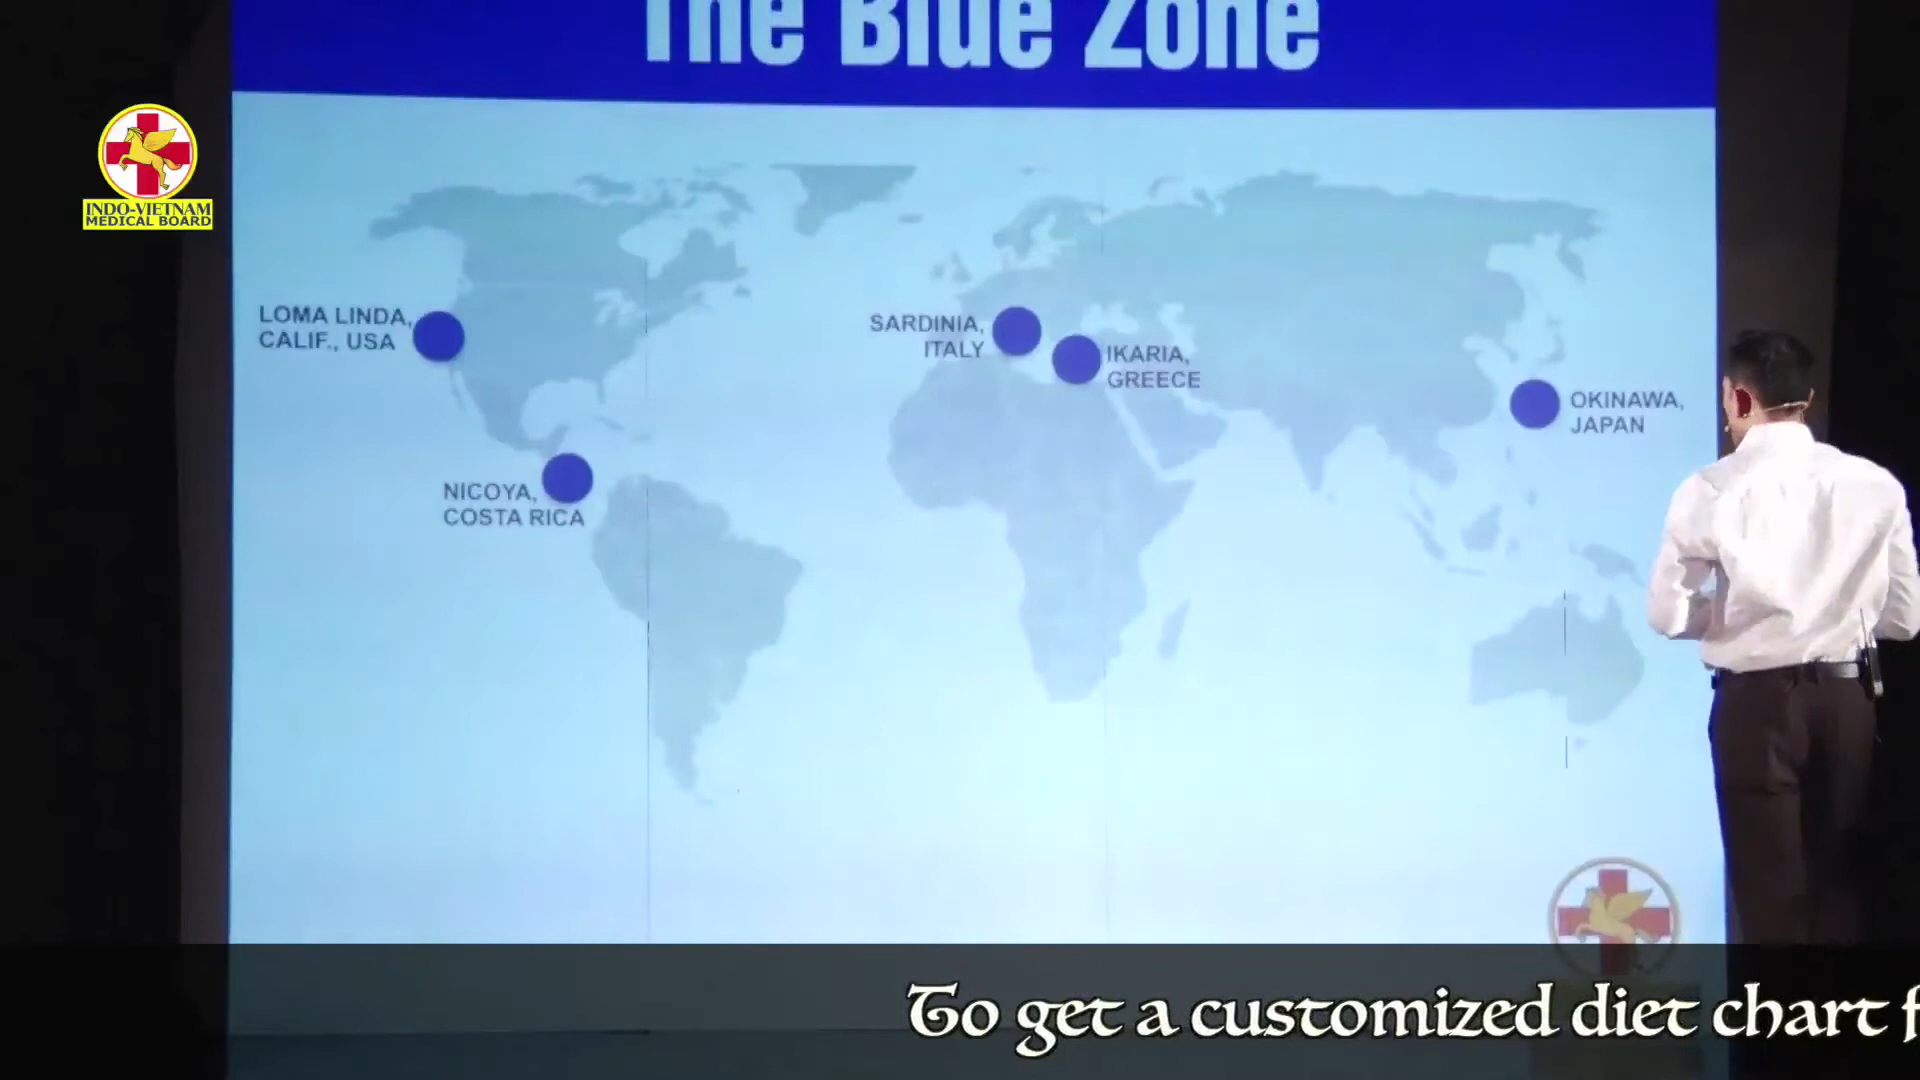 The Blue Zone
INDO-VIETNAM
MEDICAL BOARD
LOMA LINDA,
CALIF., USA
SARDINIA,
ITALY
IKARIA,
GREECE
OKINAWA,
JAPAN
NICOYA,
COSTA RICA
To get a customized diet chart f